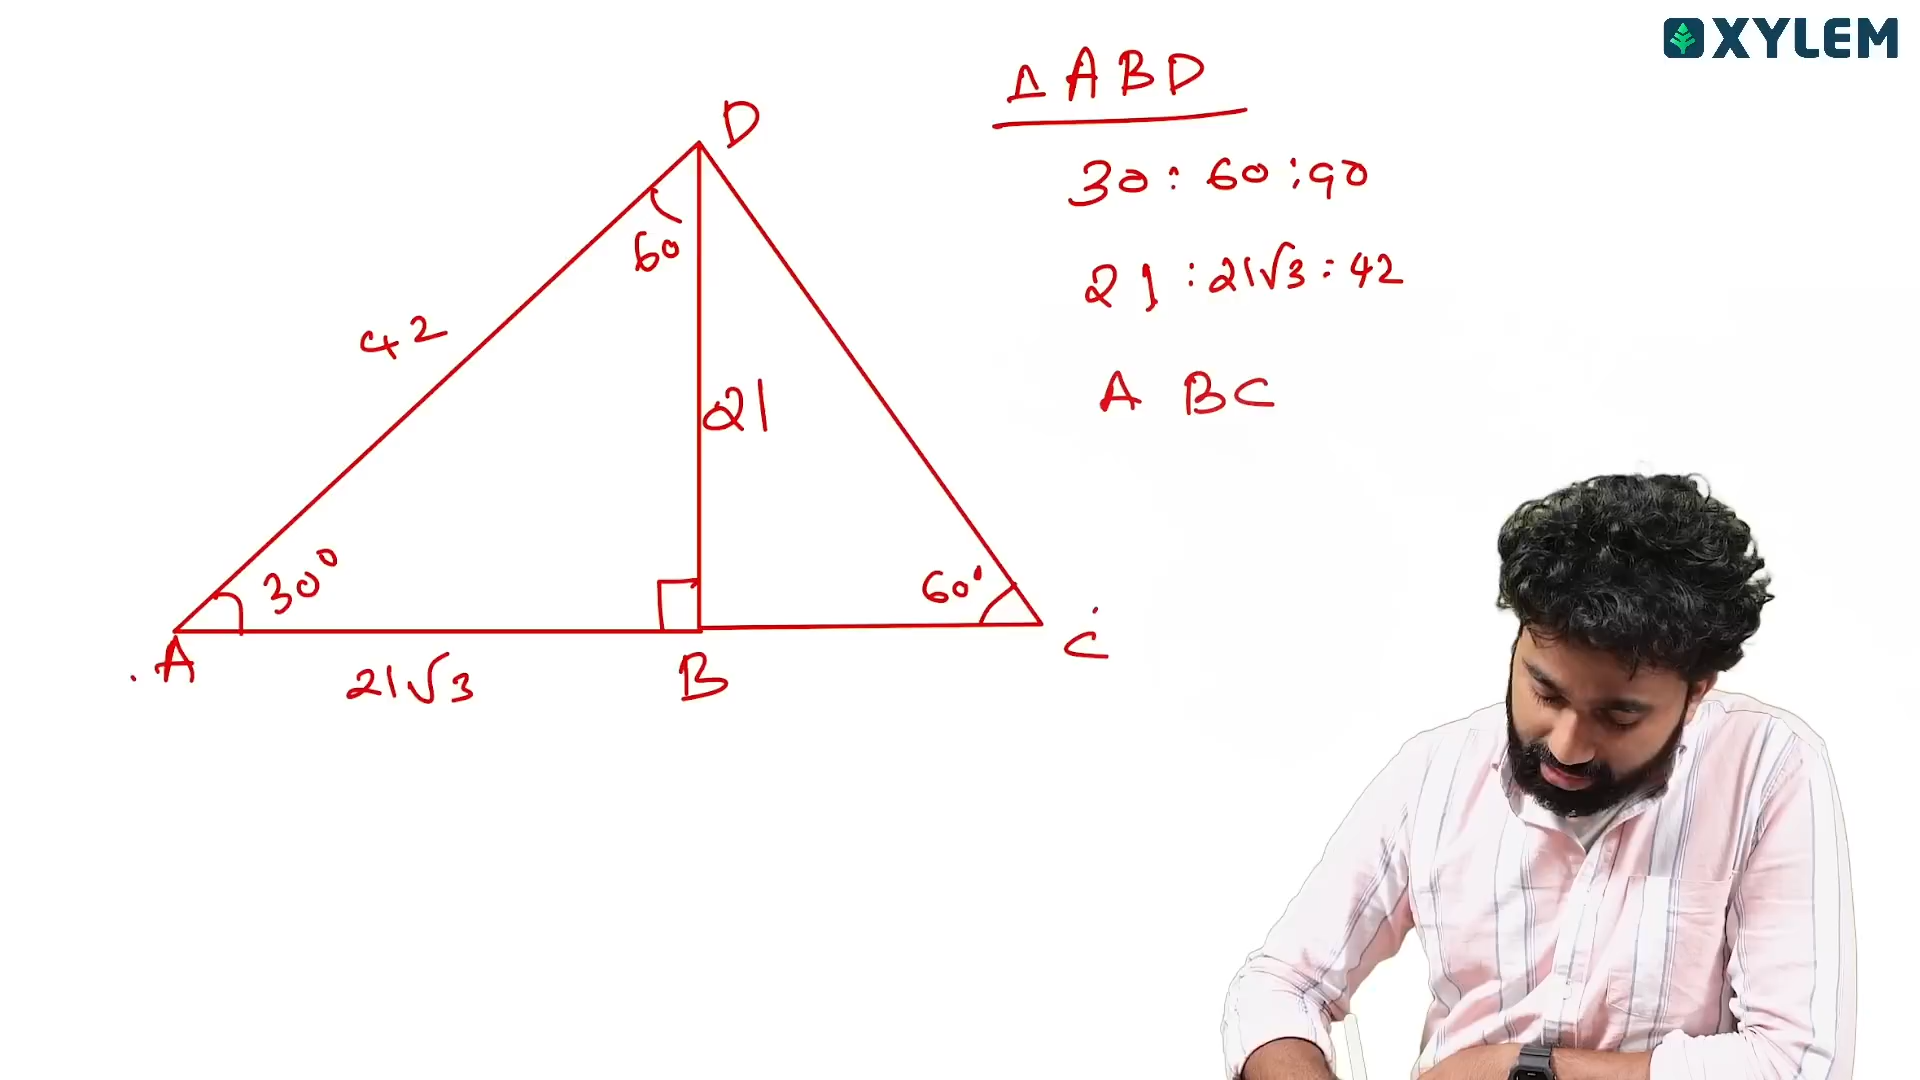 XYLEM
△ ABD
D
30 : 60 : 90
60
21 : 21√3 : 42
42
A BC
21
30°
60°
A
21√3
B
C